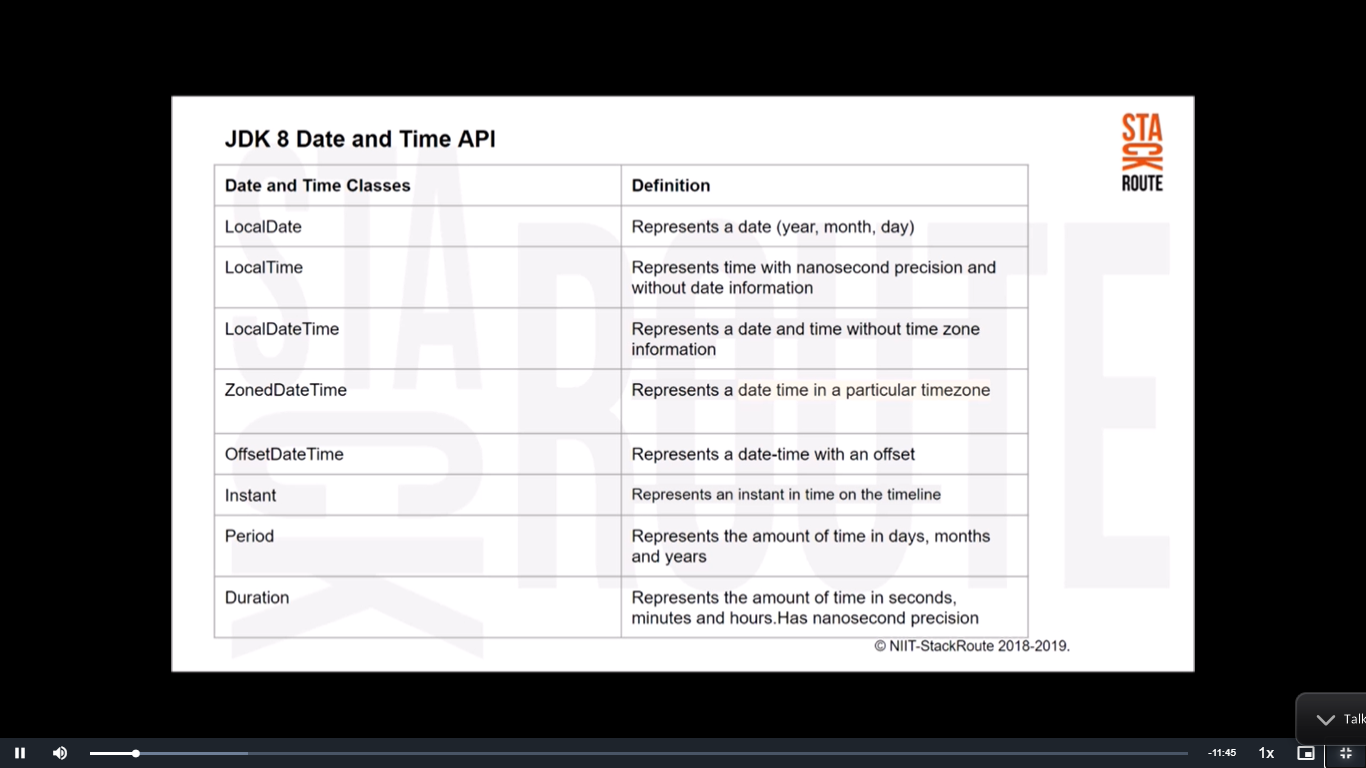 JDK 8 Date and Time API
STA
CK
ROUTE
Date and Time Classes
Definition
LocalDate
Represents a date (year, month, day)
LocalTime
Represents time with nanosecond precision and
without date information
LocalDateTime
Represents a date and time without time zone
information
ZonedDateTime
Represents a date time in a particular timezone
OffsetDateTime
Represents a date-time with an offset
Instant
Represents an instant in time on the timeline
Period
Represents the amount of time in days, months
and years
Duration
Represents the amount of time in seconds,
minutes and hours.Has nanosecond precision
STA
CK
ROUTE
© NIIT-StackRoute 2018-2019.
Talk
-11:45
1x